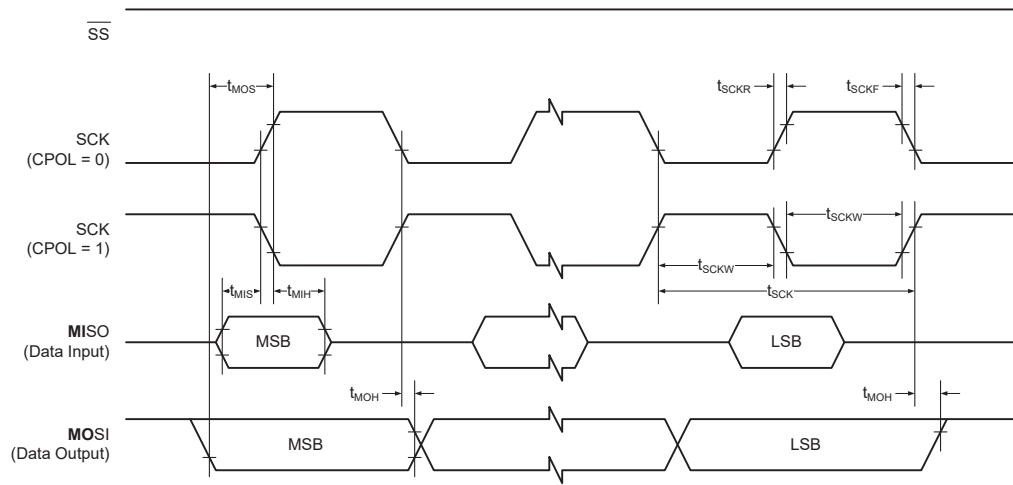 SS
tMOS
tSCKR
tSCKF
SCK
(CPOL = 0)
SCK
(CPOL = 1)
tSCKW
tSCKW
tSCK
tMIS
tMIH
MISO
(Data Input)
MSB
LSB
tMOH
tMOH
MOSI
(Data Output)
MSB
LSB